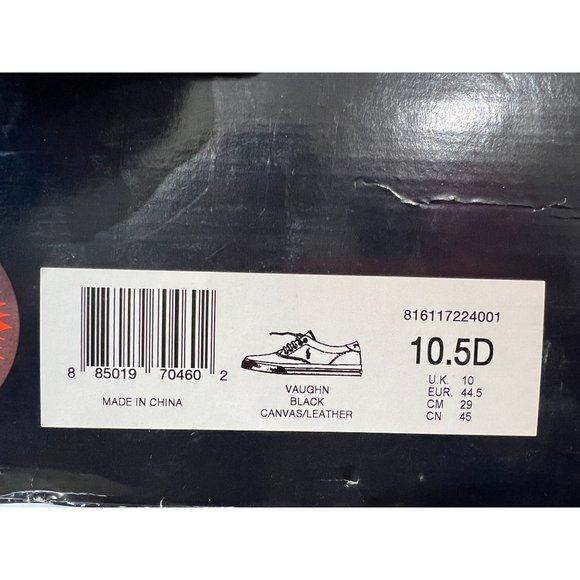 8 85019 70460 2
MADE IN CHINA
VAUGHN
BLACK
CANVAS/LEATHER
816117224001
10.5D
U.K. 10
EUR. 44.5
CM 29
CN 45